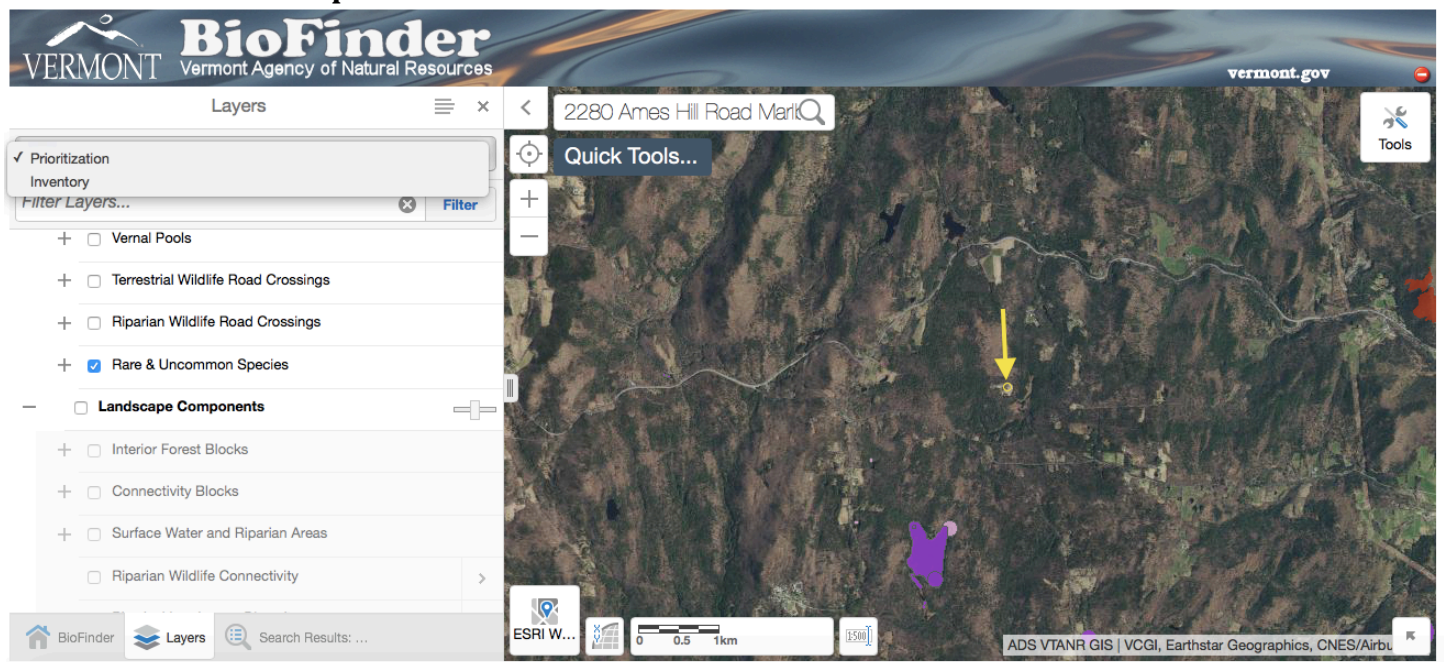 VERMONT
BioFinder
Vermont Agency of Natural Resources
vermont.gov
Layers
✓ Prioritization
Inventory
Filter Layers...
Filter
Vernal Pools
Terrestrial Wildlife Road Crossings
Riparian Wildlife Road Crossings
Rare & Uncommon Species
Landscape Components
Interior Forest Blocks
Connectivity Blocks
Surface Water and Riparian Areas
Riparian Wildlife Connectivity
BioFinder
Layers
Search Results: ...
2280 Ames Hill Road Marlb
Quick Tools...
Tools
ESRI W...
0 0.5 1km
1:500
ADS VTANR GIS | VCGI, Earthstar Geographics, CNES/Airbu